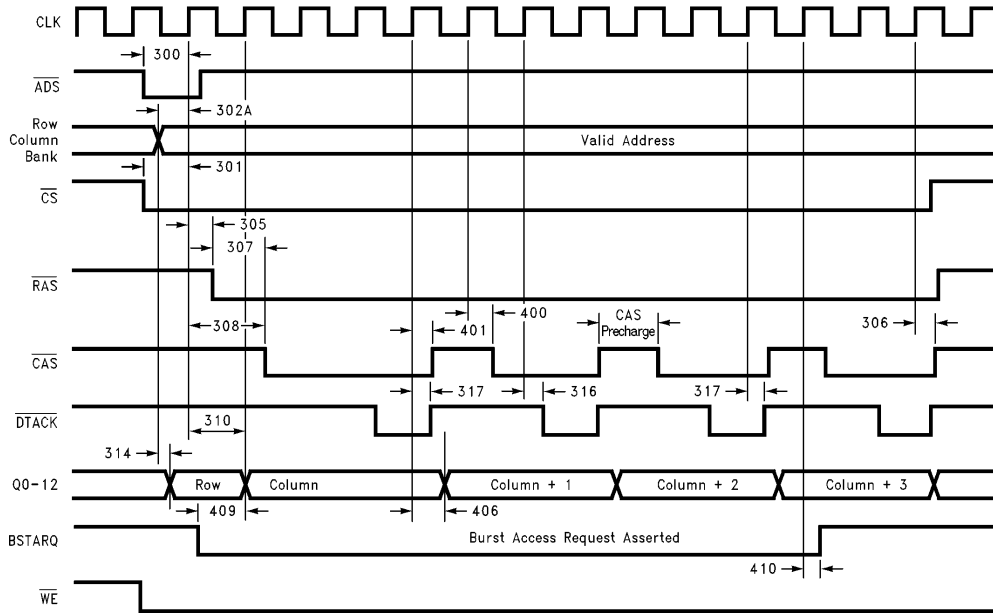 CLK
300
ADS
302A
Row
Column
Bank
Valid Address
301
CS
305
307
RAS
308
401
400
CAS
Precharge
306
CAS
317
316
317
DTACK
310
314
Q0-12
Row
Column
Column + 1
Column + 2
Column + 3
409
406
BSTARQ
Burst Access Request Asserted
410
WE